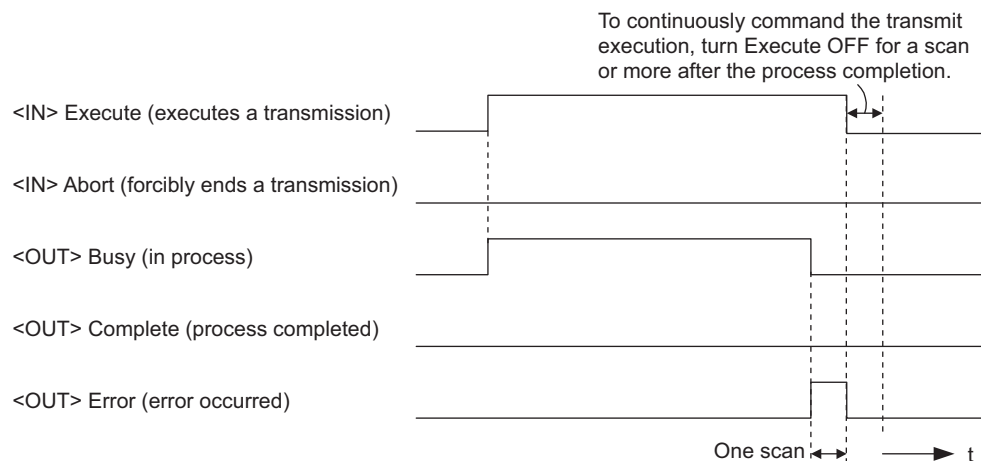 To continuously command the transmit
execution, turn Execute OFF for a scan
or more after the process completion.
<IN> Execute (executes a transmission)
<IN> Abort (forcibly ends a transmission)
<OUT> Busy (in process)
<OUT> Complete (process completed)
<OUT> Error (error occurred)
One scan
t